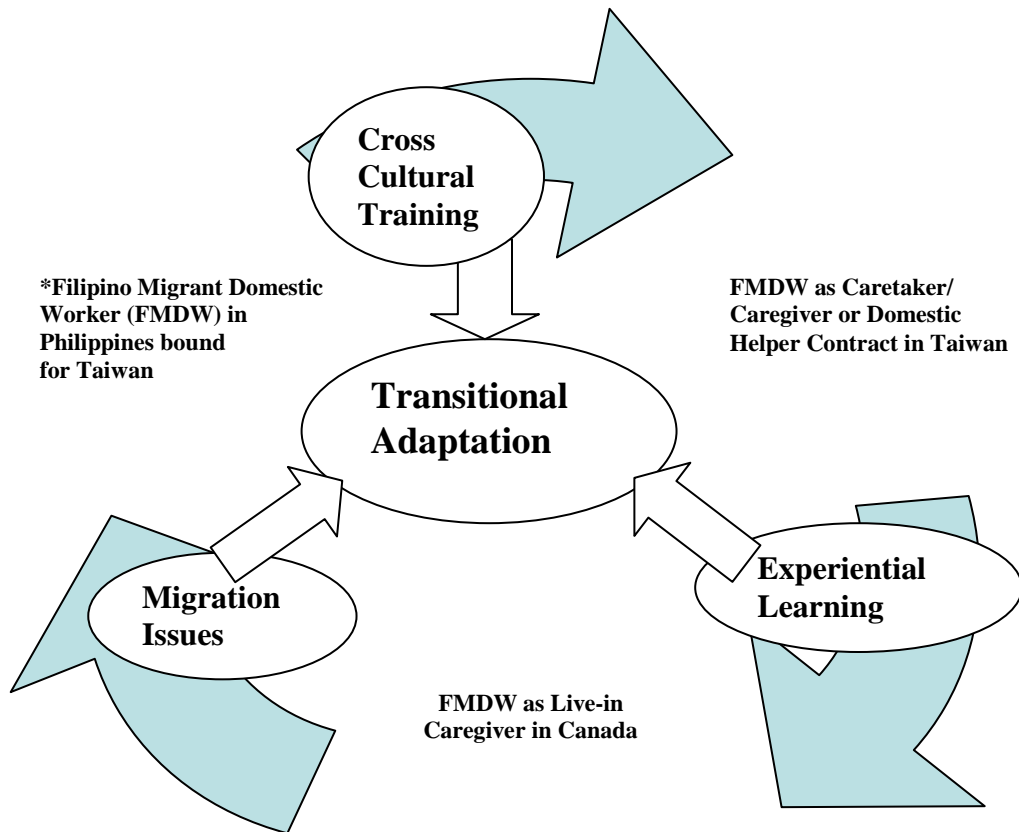 Cross
Cultural
Training
*Filipino Migrant Domestic
Worker (FMDW) in
Philippines bound
for Taiwan
FMDW as Caretaker/
Caregiver or Domestic
Helper Contract in Taiwan
Transitional
Adaptation
Migration
Issues
Experiential
Learning
FMDW as Live-in
Caregiver in Canada